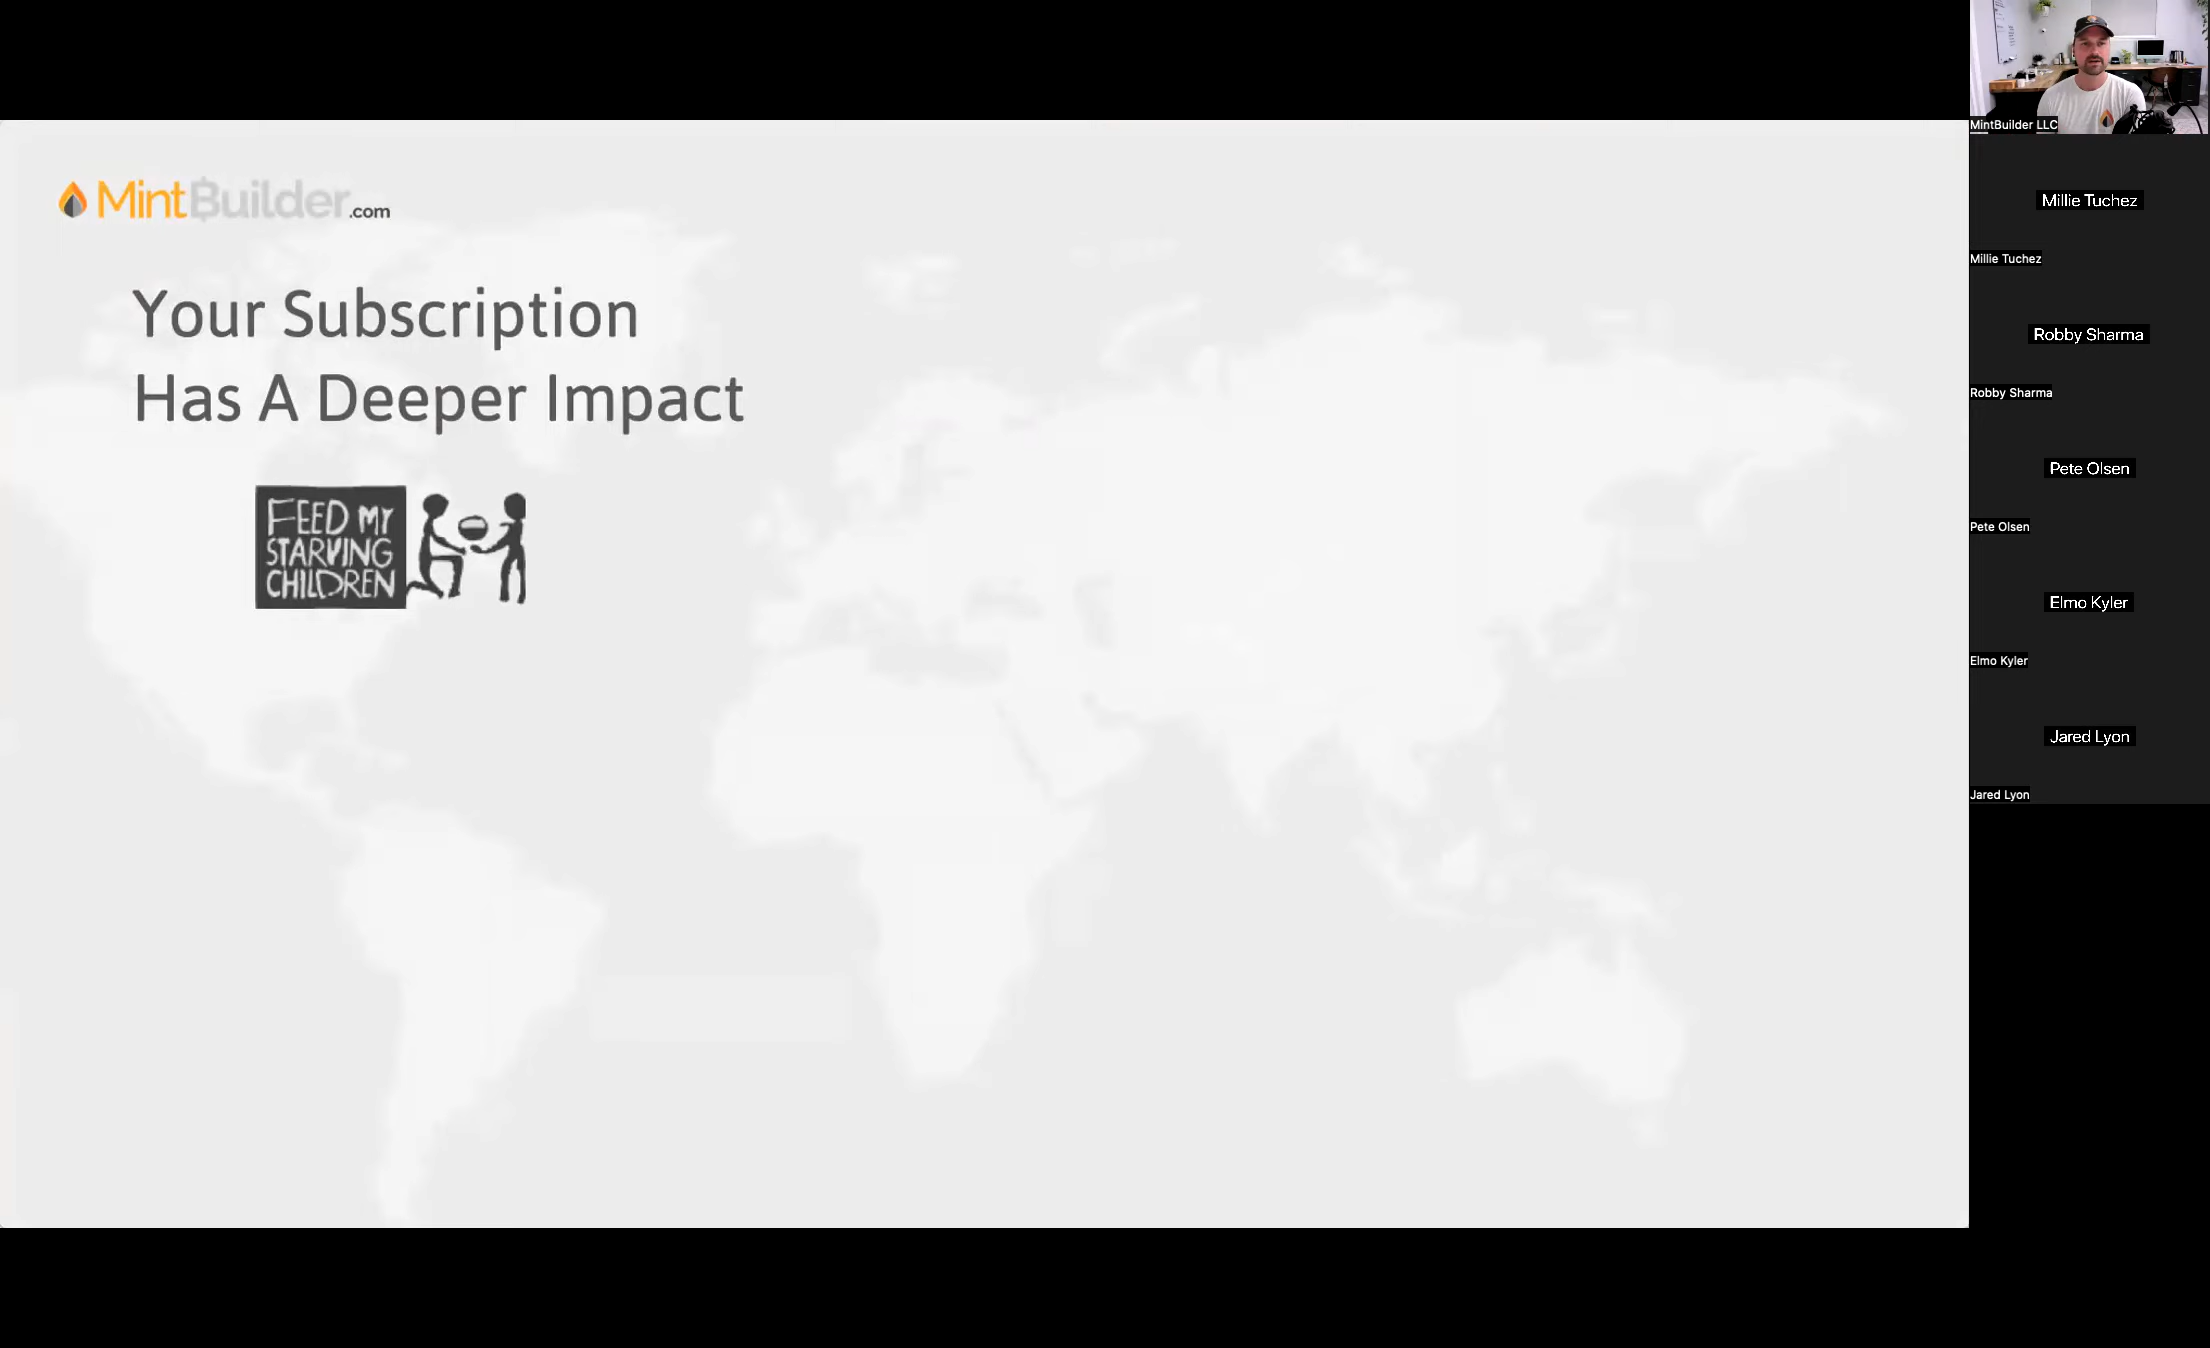 MintBuilder.com
Your Subscription
Has A Deeper Impact
FEED MY
STARVING
CHILDREN
MintBuilder LLC
Millie Tuchez
Millie Tuchez
Robby Sharma
Robby Sharma
Pete Olsen
Pete Olsen
Elmo Kyler
Elmo Kyler
Jared Lyon
Jared Lyon